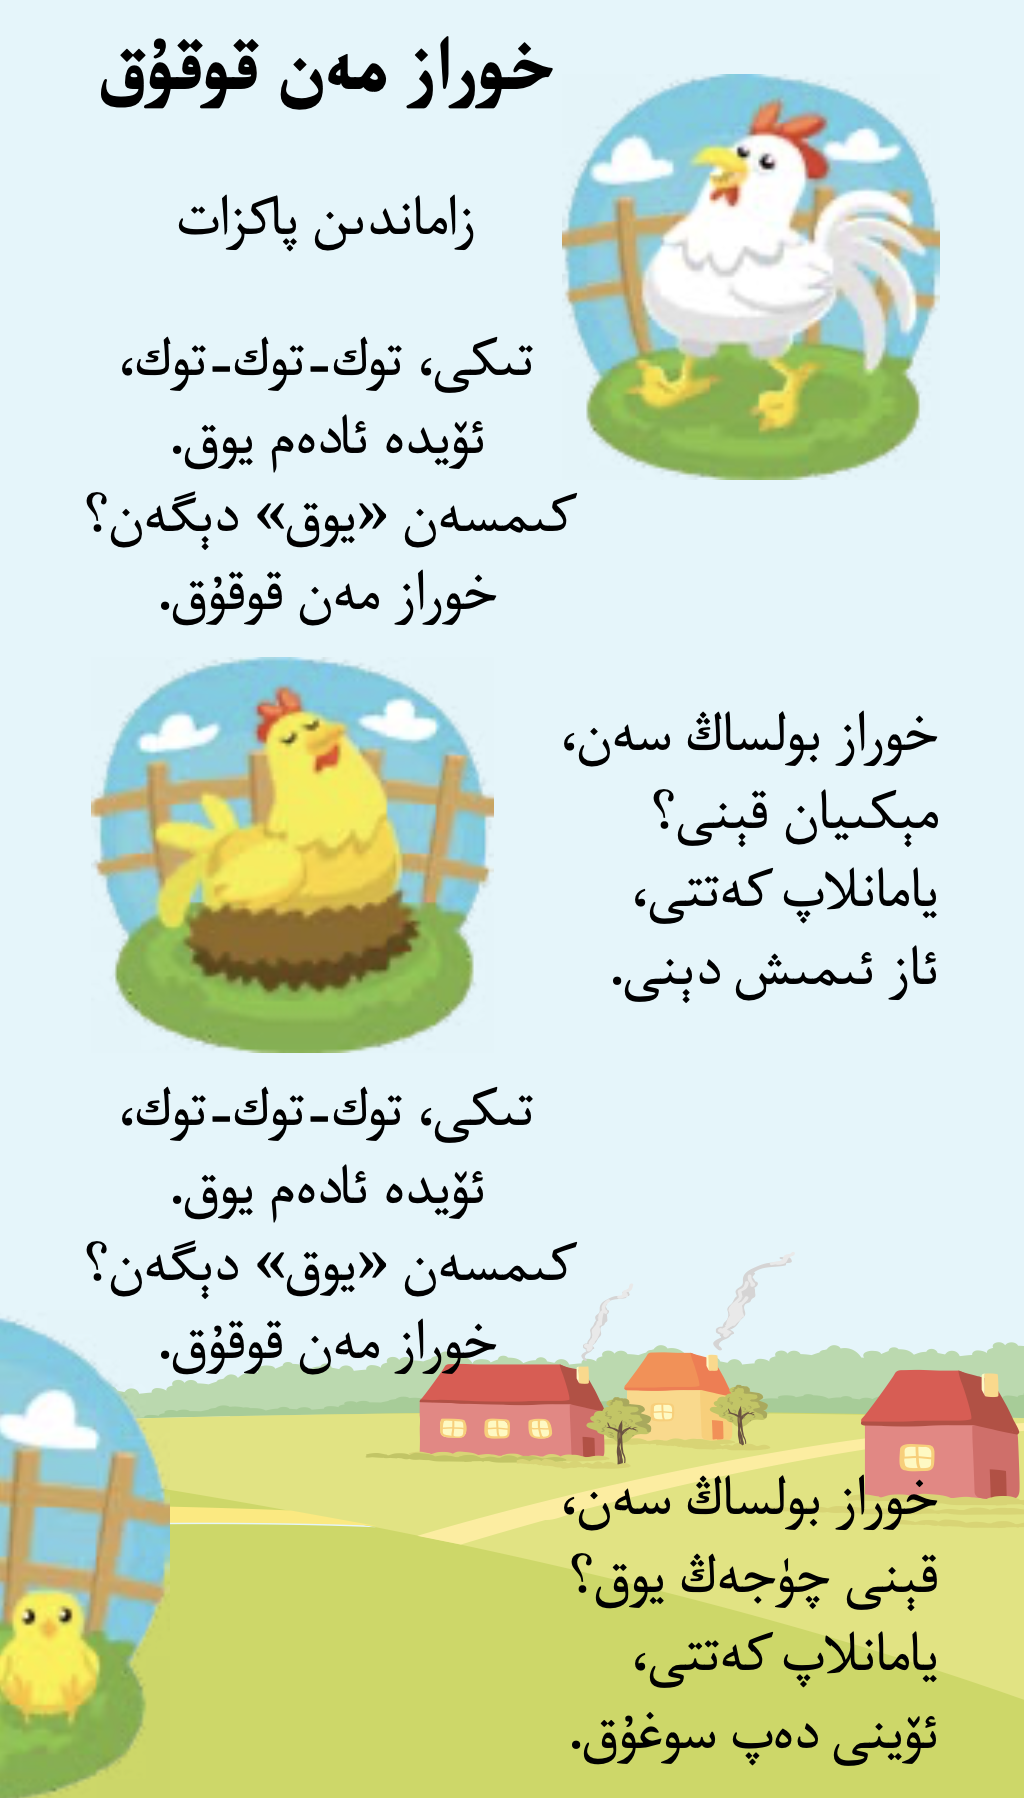 خوراز مەن قوقۇق
زاماندىن پاكزات
تىكى، توك-توك-توك،
ئۆيدە ئادەم يوق.
كىمسەن «يوق» دېگەن؟
خوراز مەن قوقۇق.
خوراز بولساڭ سەن،
مېكىيان قېنى؟
يامانلاپ كەتتى،
ئاز ئىمىش دېنى.
تىكى، توك-توك-توك،
ئۆيدە ئادەم يوق.
كىمسەن «يوق» دېگەن؟
خوراز مەن قوقۇق.
خوراز بولساڭ سەن،
قېنى چۈجەڭ يوق؟
يامانلاپ كەتتى،
ئۆينى دەپ سوغۇق.